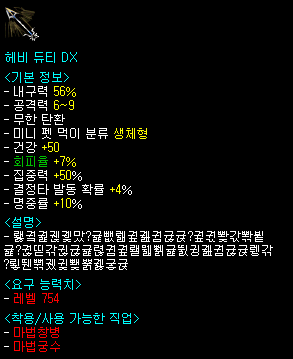 헤비 듀티 DX
<기본 정보>
- 내구력 56%
- 공격력 6~9
- 무한 탄환
- 미니 펫 먹이 분류 생체형
- 건강 +50
- 회피율 +7%
- 집중력 +50%
- 결정타 발동 확률 +4%
- 명중률 +10%
<설명>
<요구 능력치>
- 레벨 754
<착용/사용 가능한 직업>
- 마법창병
- 마법궁수